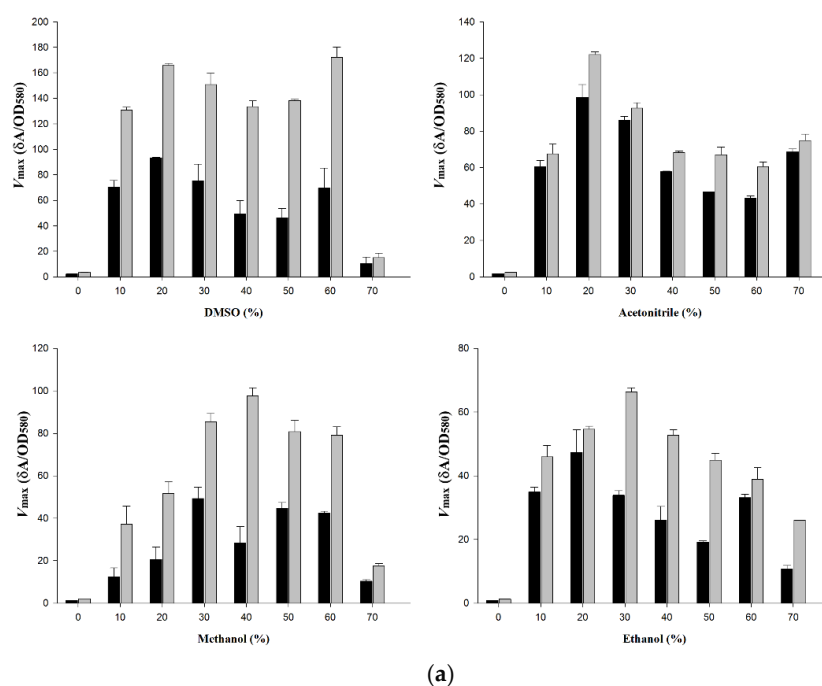 200
180
160
140
120
100
80
60
40
20
0
Vmax (δA/OD580)
0 10 20 30 40 50 60 70
DMSO (%)
140
120
100
80
60
40
20
0
Vmax (δA/OD580)
0 10 20 30 40 50 60 70
Acetonitrile (%)
120
100
80
60
40
20
0
Vmax (δA/OD580)
0 10 20 30 40 50 60 70
Methanol (%)
80
60
40
20
0
Vmax (δA/OD580)
0 10 20 30 40 50 60 70
Ethanol (%)
(a)